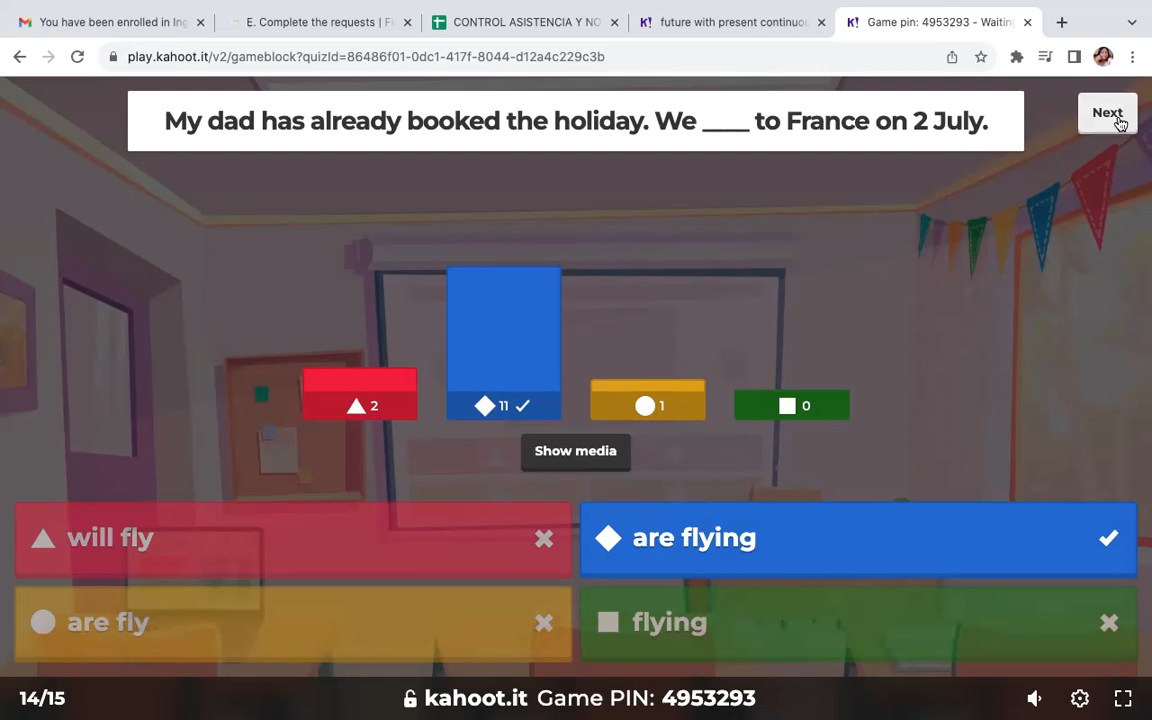 You have been enrolled in Ing
E. Complete the requests | Fl
CONTROL ASISTENCIA Y NO
future with present continuou
Game pin: 4953293 - Waiting
play.kahoot.it/v2/gameblock?quizId=86486f01-0dc1-417f-8044-d12a4c229c3b
My dad has already booked the holiday. We ____ to France on 2 July.
Next
2
11
1
0
Show media
will fly
are flying
are fly
flying
14/15
kahoot.it Game PIN: 4953293